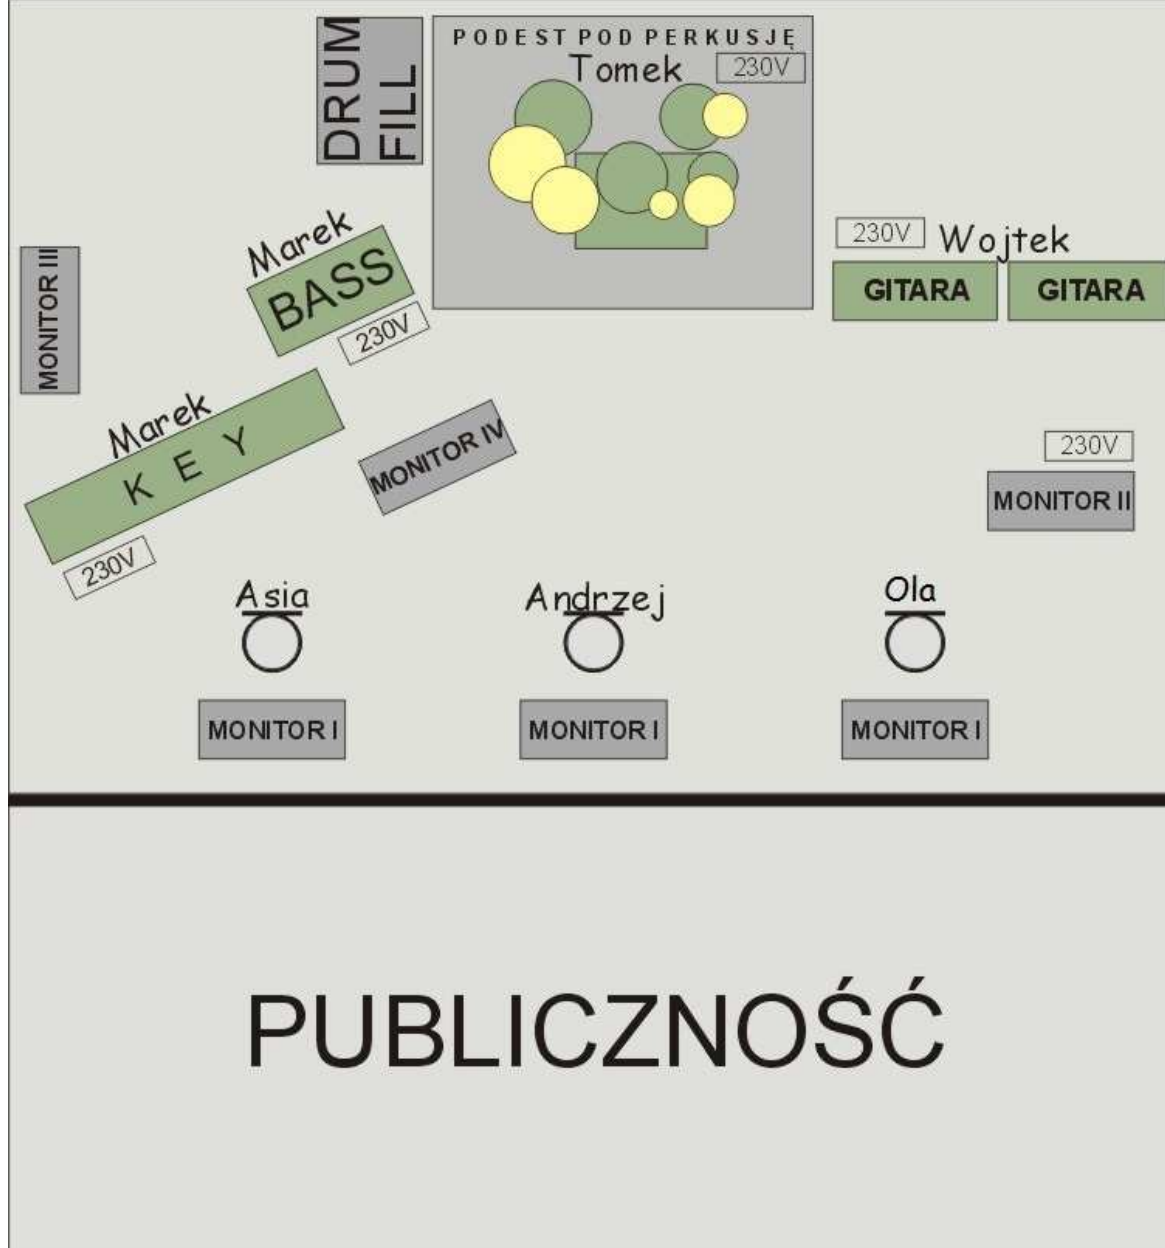 PODEST POD PERKUSJĘ
Tomek
230V
DRUM
FILL
Marek
BASS
230V
230V
Wojtek
GITARA
GITARA
MONITOR III
Marek
KEY
230V
MONITOR IV
230V
MONITOR II
Asia
Andrzej
Ola
MONITOR I
MONITOR I
MONITOR I
PUBLICZNOŚĆ